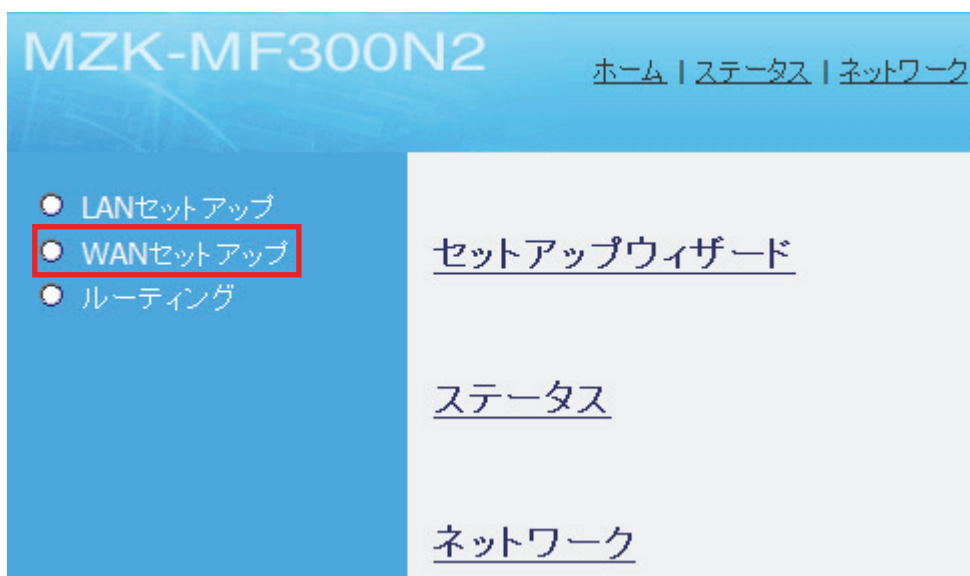 MZK-MF300N2
ホーム | ステータス | ネットワーク
LANセットアップ
WANセットアップ
ルーティング
セットアップウィザード
ステータス
ネットワーク